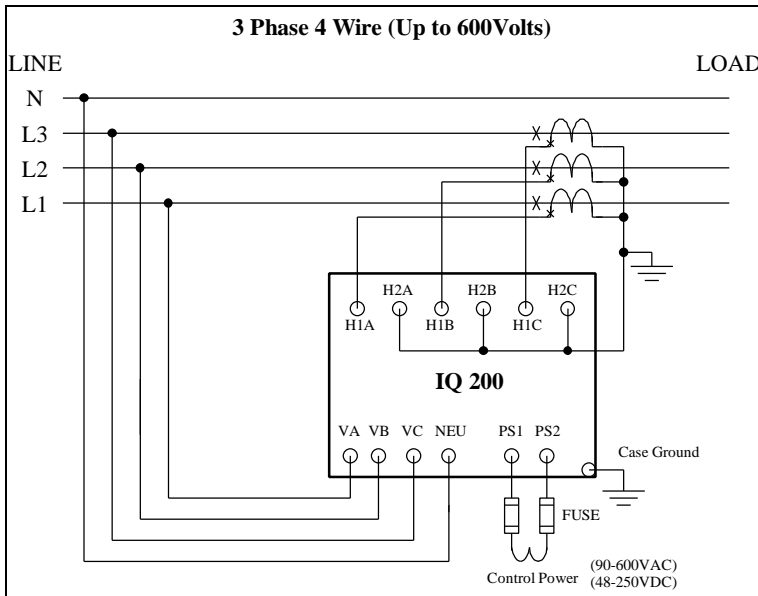 3 Phase 4 Wire (Up to 600Volts)
LINE LOAD
N
L3
L2
L1
H2A H2B H2C
H1A H1B H1C
IQ 200
VA VB VC NEU PS1 PS2
Case Ground
FUSE
Control Power (90-600VAC)
(48-250VDC)